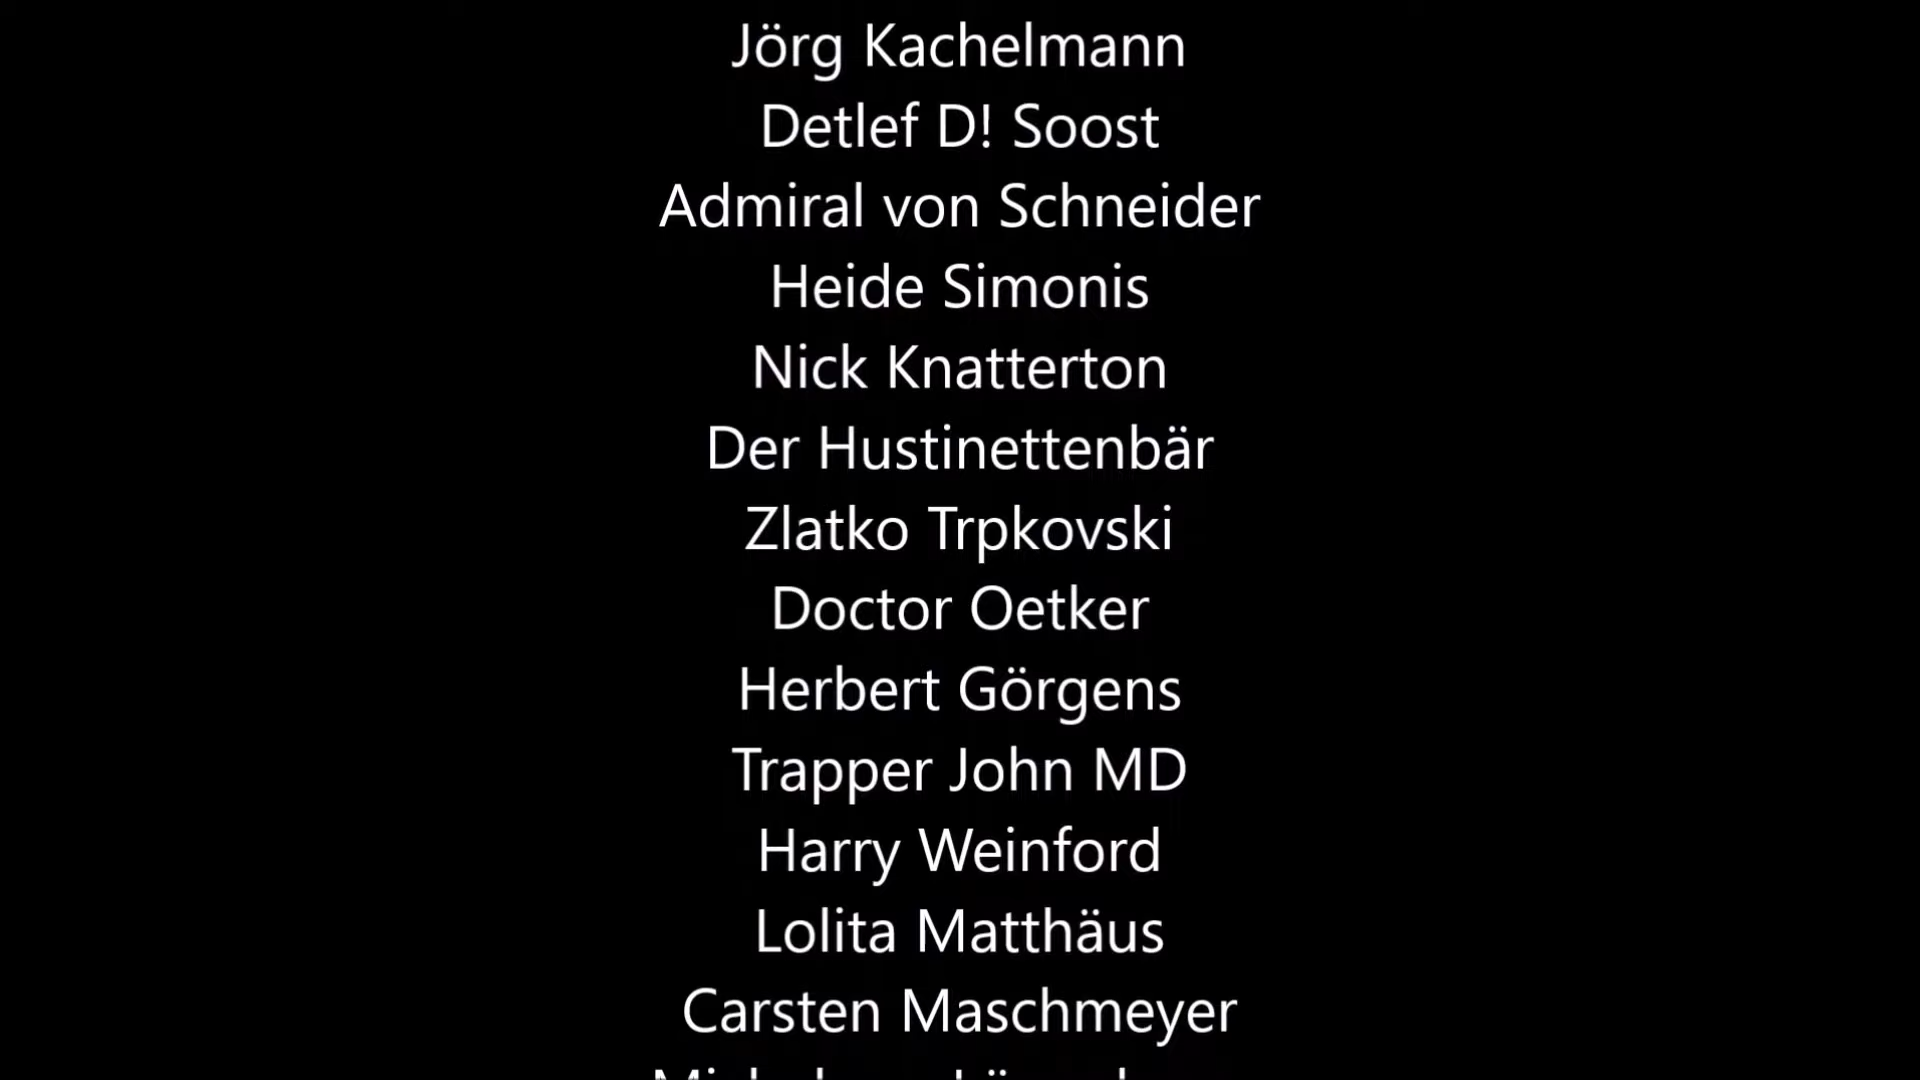 Jörg Kachelmann
Detlef D! Soost
Admiral von Schneider
Heide Simonis
Nick Knatterton
Der Hustinettenbär
Zlatko Trpkovski
Doctor Oetker
Herbert Görgens
Trapper John MD
Harry Weinford
Lolita Matthäus
Carsten Maschmeyer